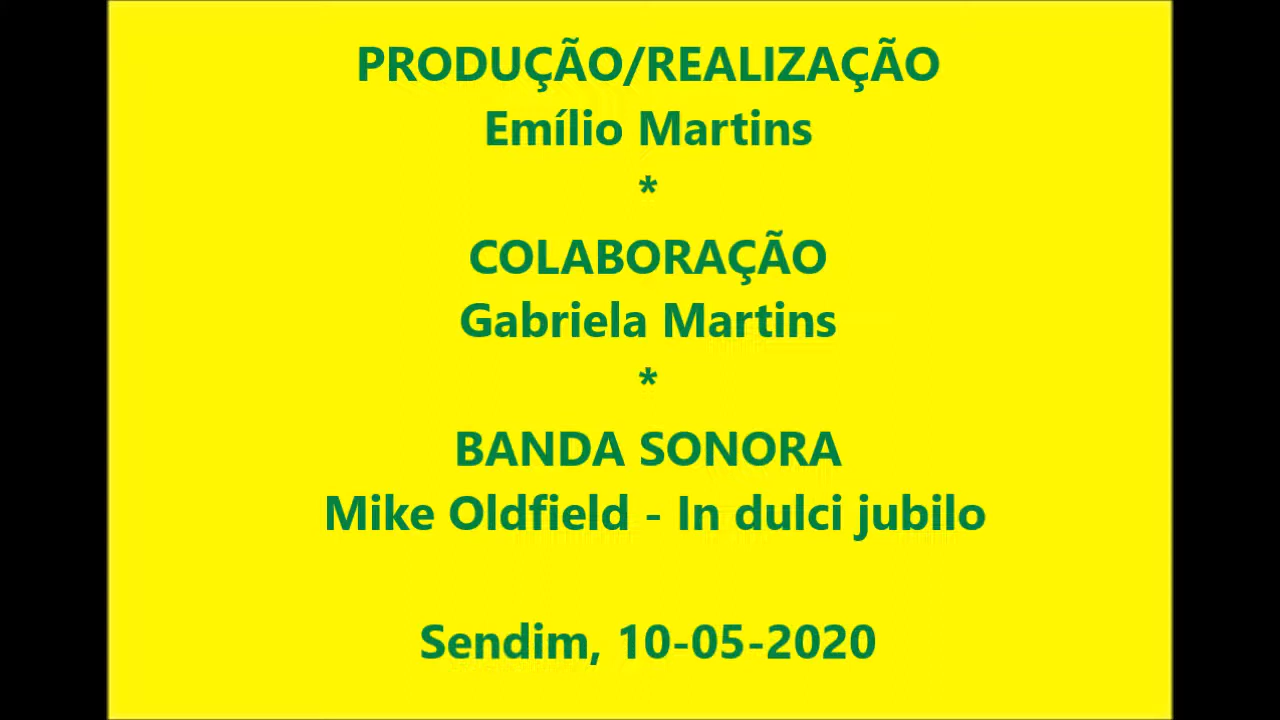 PRODUÇÃO/REALIZAÇÃO
Emílio Martins
*
COLABORAÇÃO
Gabriela Martins
*
BANDA SONORA
Mike Oldfield - In dulci jubilo
Sendim, 10-05-2020